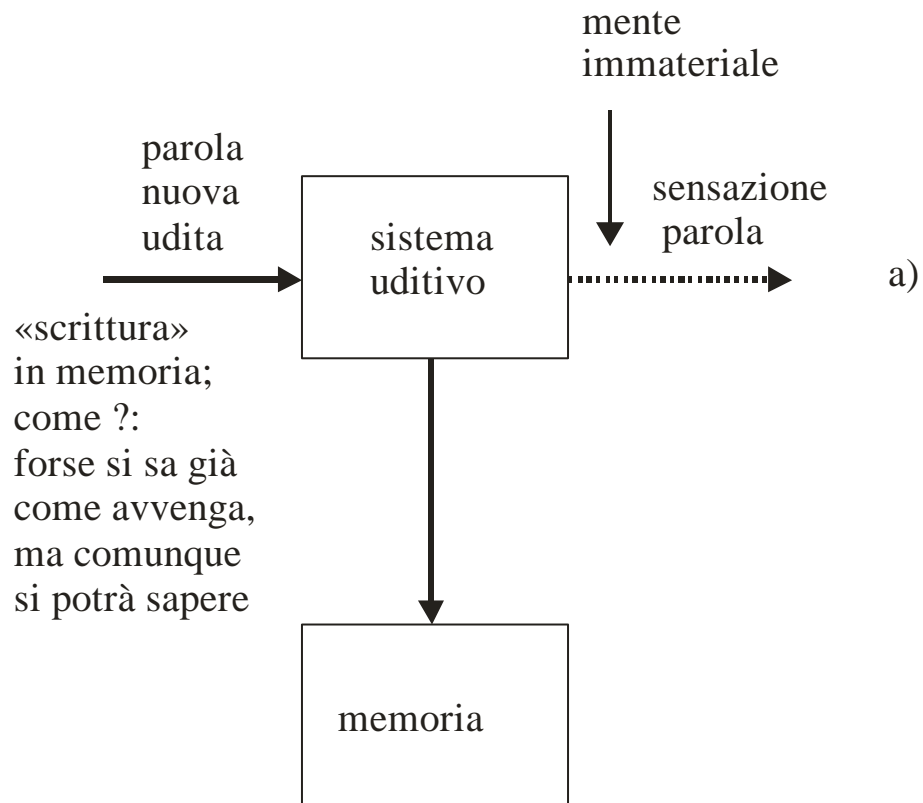 mente
immateriale
parola
nuova
udita
sistema
uditivo
sensazione
parola
a)
«scrittura»
in memoria;
come ?:
forse si sa già
come avvenga,
ma comunque
si potrà sapere
memoria